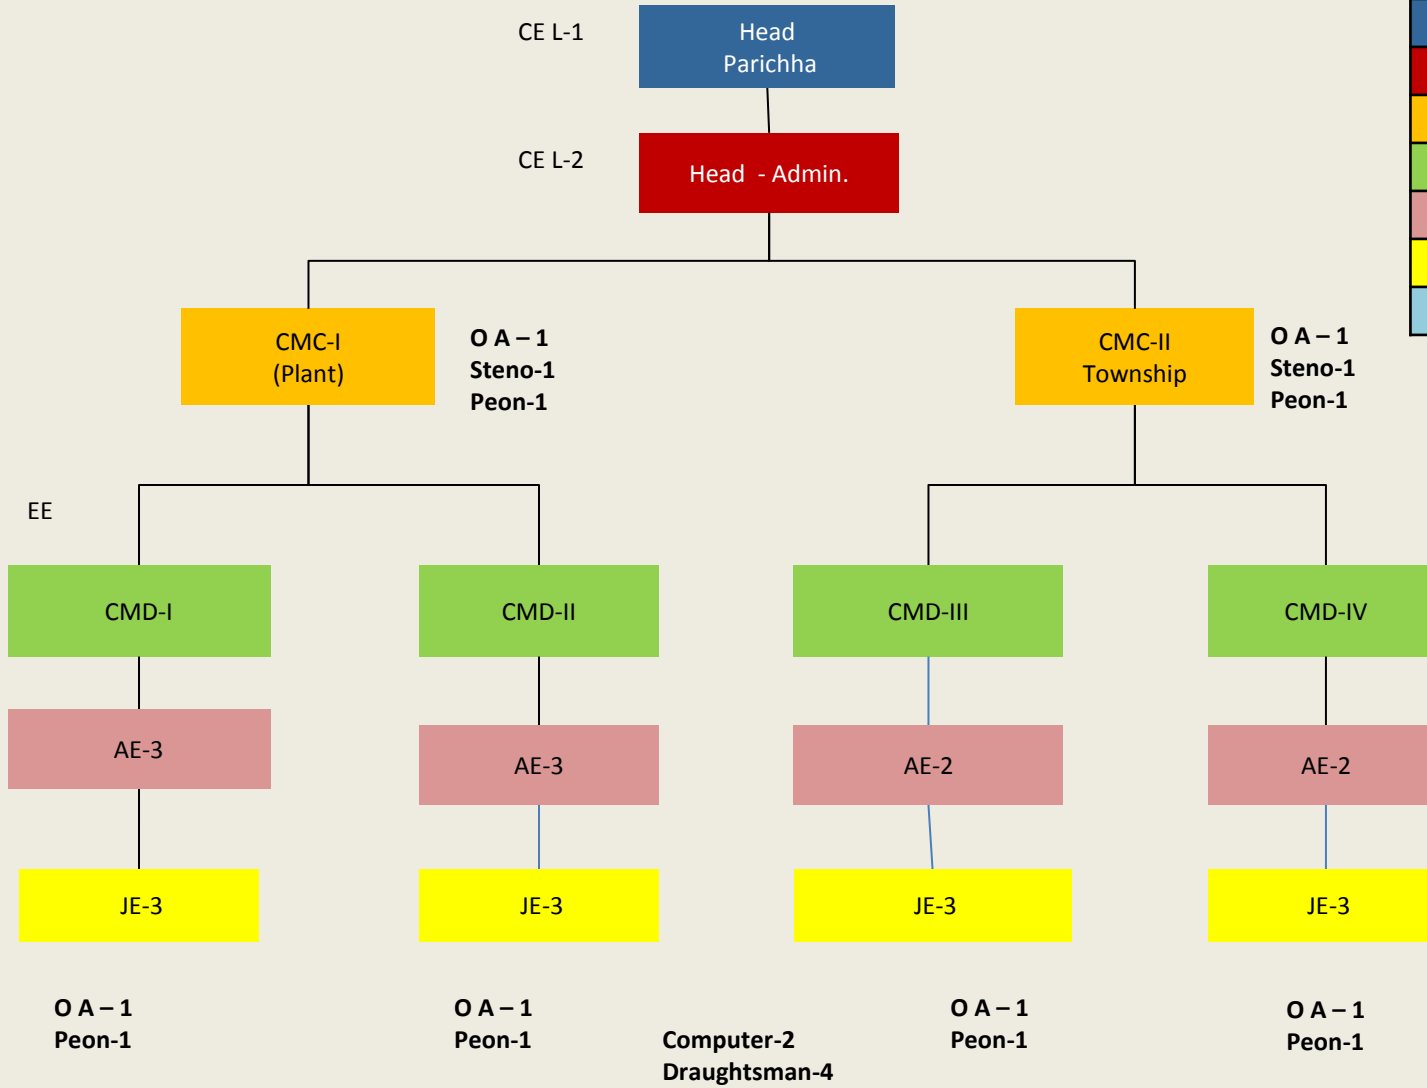 CE L-1
Head
Parichha
CE L-2
Head - Admin.
CMC-I
(Plant)
O A – 1
Steno-1
Peon-1
CMC-II
Township
O A – 1
Steno-1
Peon-1
EE
CMD-I
CMD-II
CMD-III
CMD-IV
AE-3
AE-3
AE-2
AE-2
JE-3
JE-3
JE-3
JE-3
O A – 1
Peon-1
O A – 1
Peon-1
Computer-2
Draughtsman-4
O A – 1
Peon-1
O A – 1
Peon-1